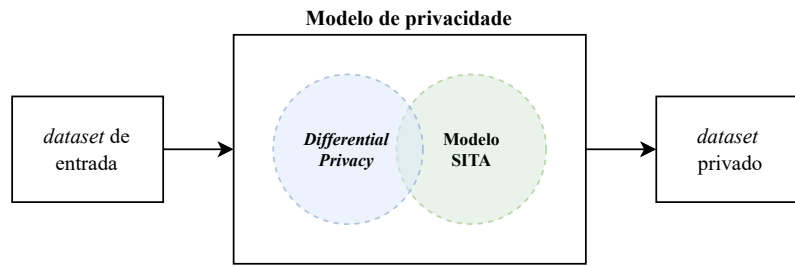 Modelo de privacidade
dataset de
entrada
Differential
Privacy
Modelo
SITA
dataset
privado